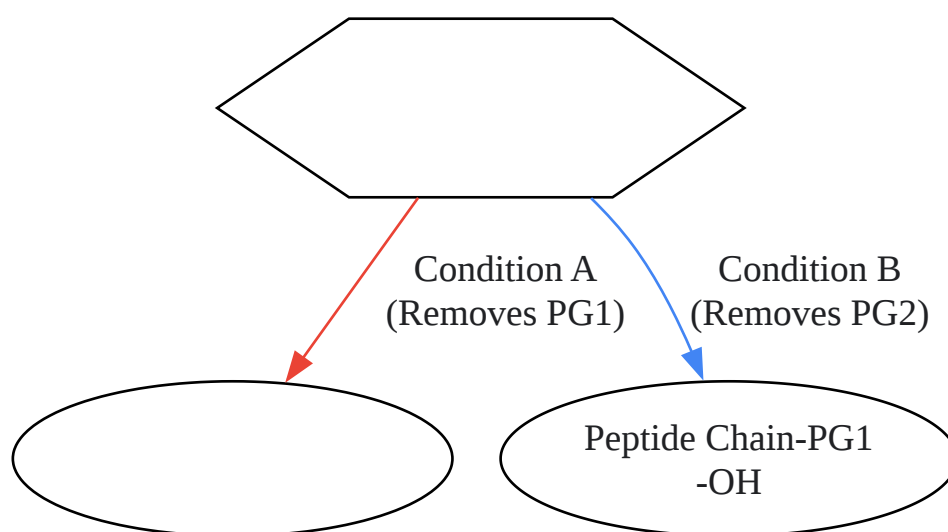 Condition A
(Removes PG1)
Condition B
(Removes PG2)
Peptide Chain-PG1
-OH